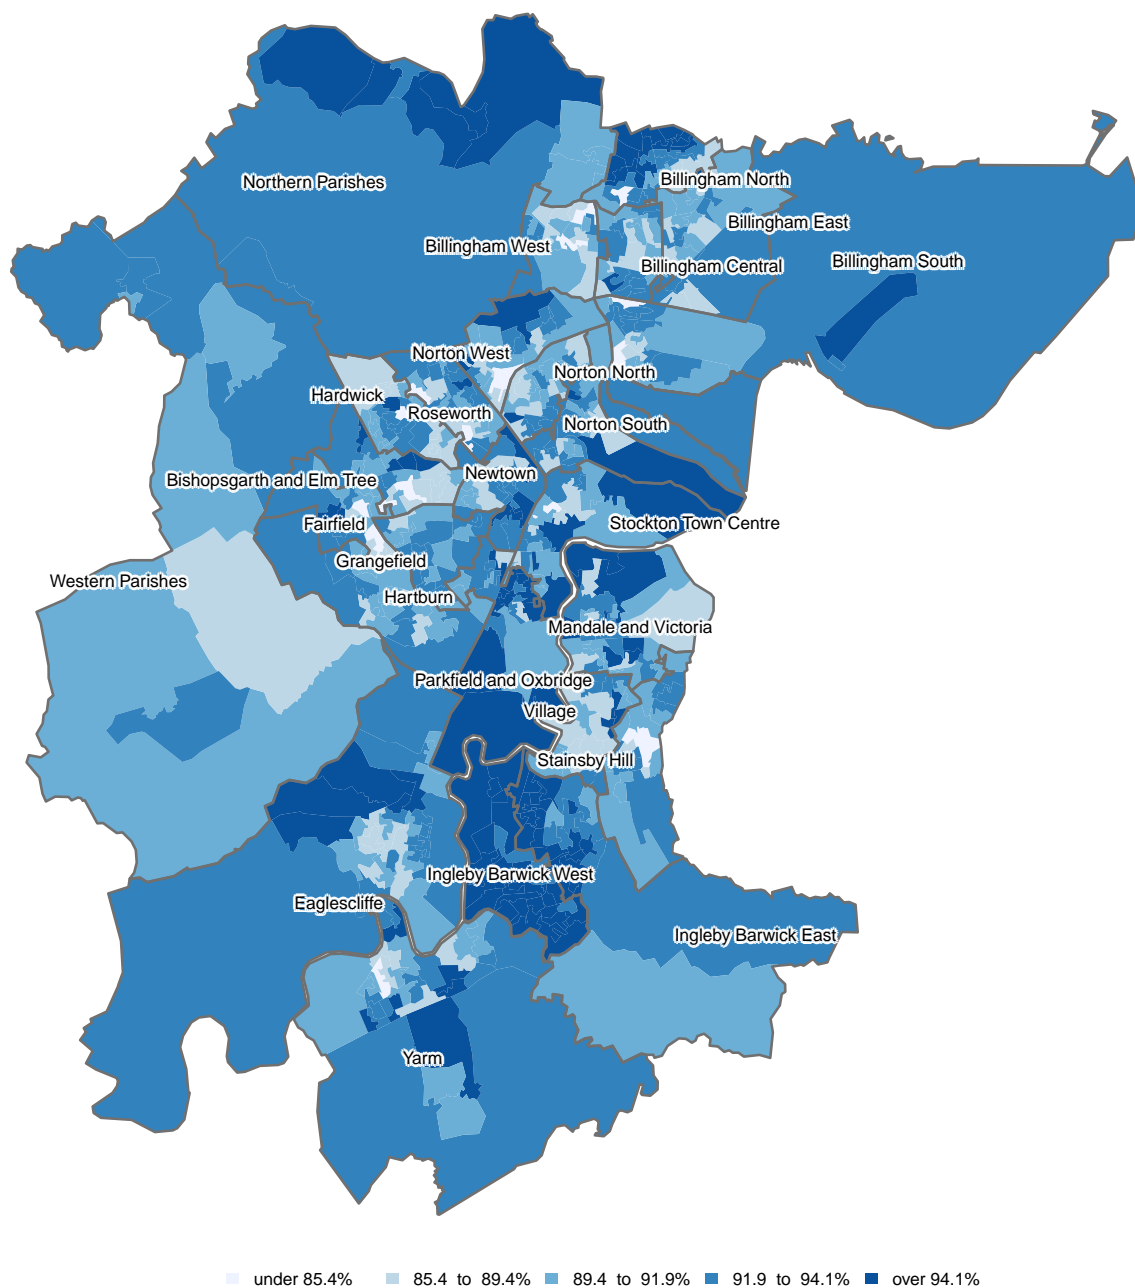 Northern Parishes
Billingham North
Billingham East
Billingham West
Billingham Central
Billingham South
Norton West
Norton North
Hardwick
Roseworth
Norton South
Newtown
Bishopsgarth and Elm Tree
Fairfield
Stockton Town Centre
Grangefield
Western Parishes
Hartburn
Mandale and Victoria
Parkfield and Oxbridge
Village
Stainsby Hill
Ingleby Barwick West
Eaglescliffe
Ingleby Barwick East
Yarm
under 85.4% 85.4 to 89.4% 89.4 to 91.9% 91.9 to 94.1% over 94.1%